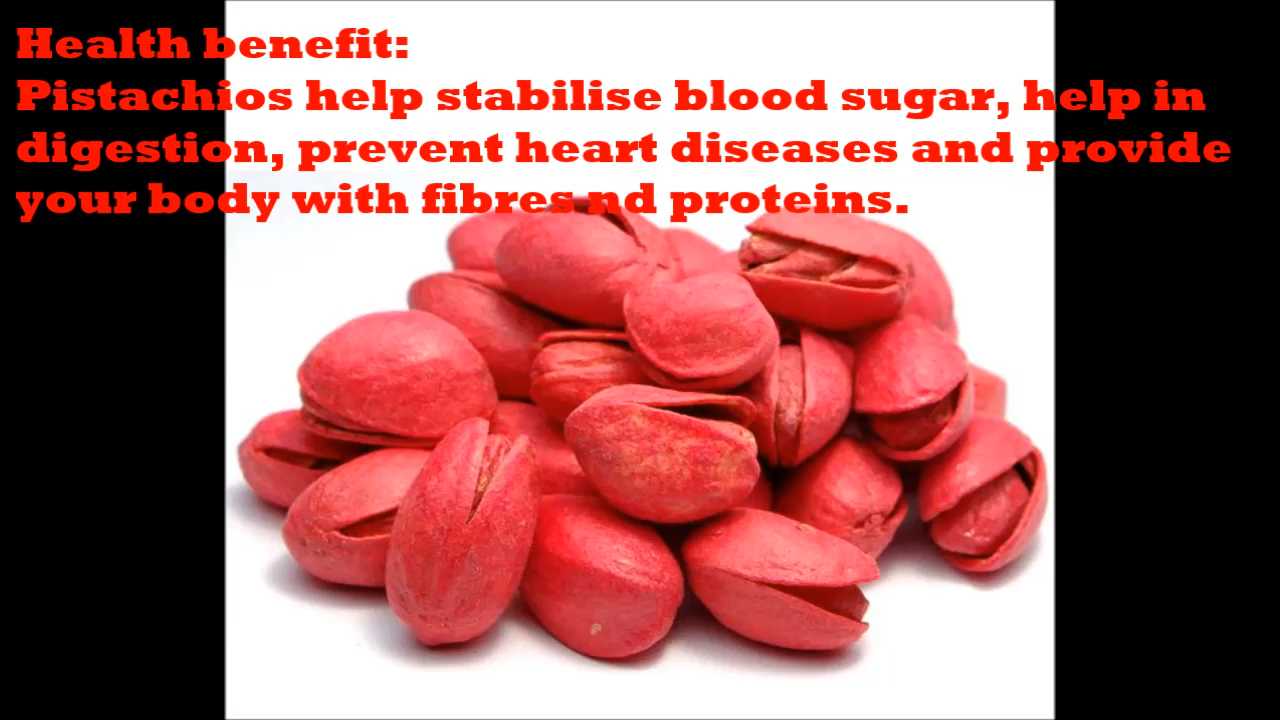 Health benefit:
Pistachios help stabilise blood sugar, help in
digestion, prevent heart diseases and provide
your body with fibres nd proteins.